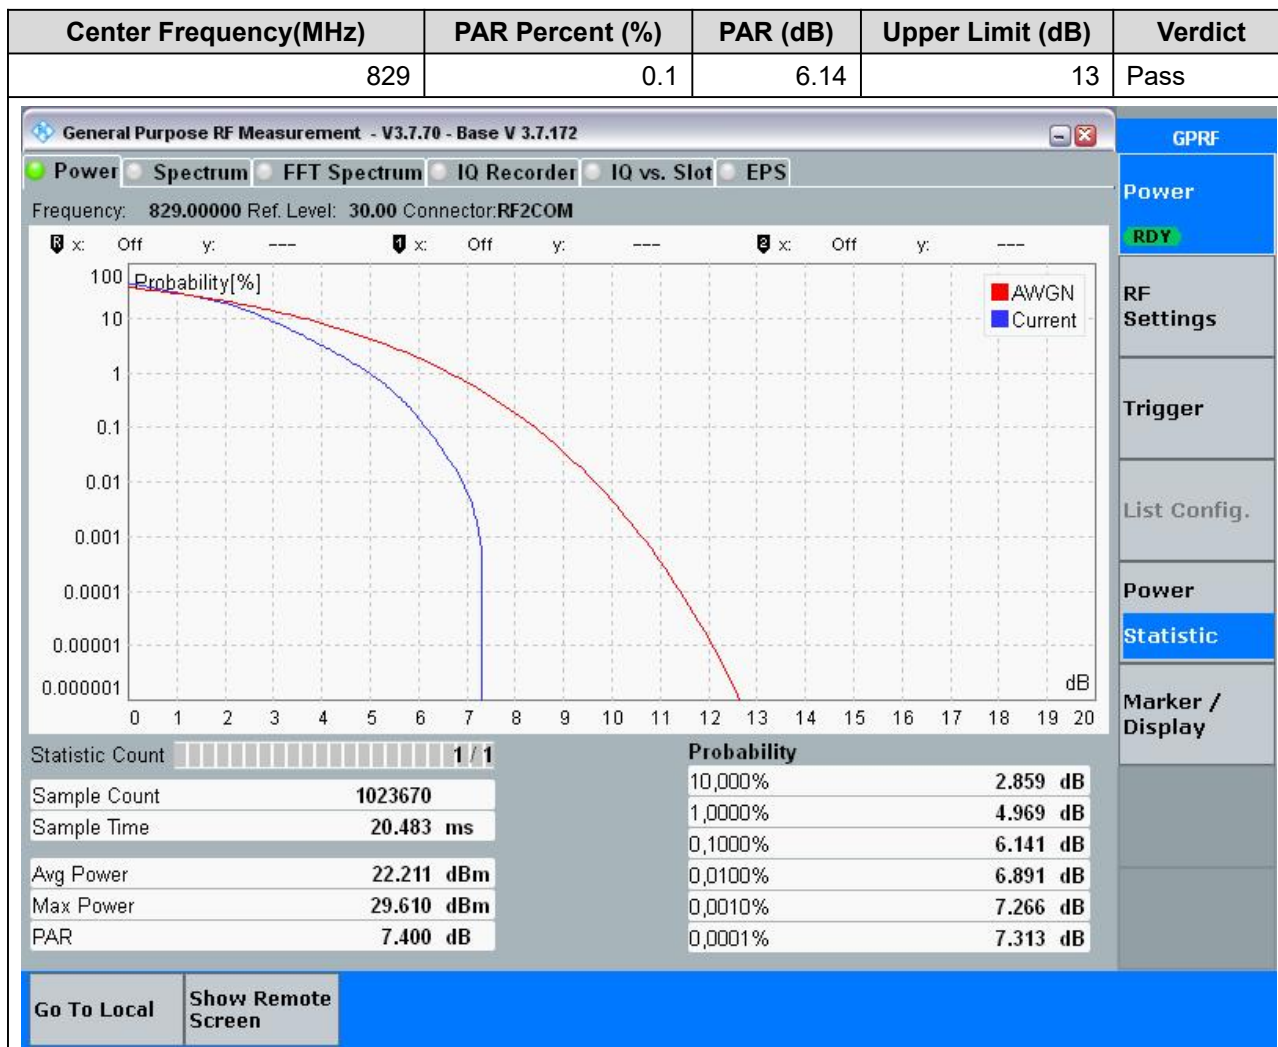 Center Frequency(MHz) PAR Percent (%) PAR (dB) Upper Limit (dB) Verdict
829 0.1 6.14 13 Pass
General Purpose RF Measurement - V3.7.70 - Base V 3.7.172
GPRF
Power Spectrum FFT Spectrum IQ Recorder IQ vs. Slot EPS
Frequency: 829.00000 Ref. Level: 30.00 Connector:RF2COM
R x: Off y: --- 1 x: Off y: --- 2 x: Off y: ---
Probability[%]
100
10
1
0.1
0.01
0.001
0.0001
0.00001
0.000001
AWGN
Current
dB
0 1 2 3 4 5 6 7 8 9 10 11 12 13 14 15 16 17 18 19 20
Statistic Count 1 / 1
Sample Count 1023670
Sample Time 20.483 ms
Avg Power 22.211 dBm
Max Power 29.610 dBm
PAR 7.400 dB
Probability
10,000% 2.859 dB
1,0000% 4.969 dB
0,1000% 6.141 dB
0,0100% 6.891 dB
0,0010% 7.266 dB
0,0001% 7.313 dB
Power
RDY
RF
Settings
Trigger
List Config.
Power
Statistic
Marker /
Display
Go To Local
Show Remote
Screen